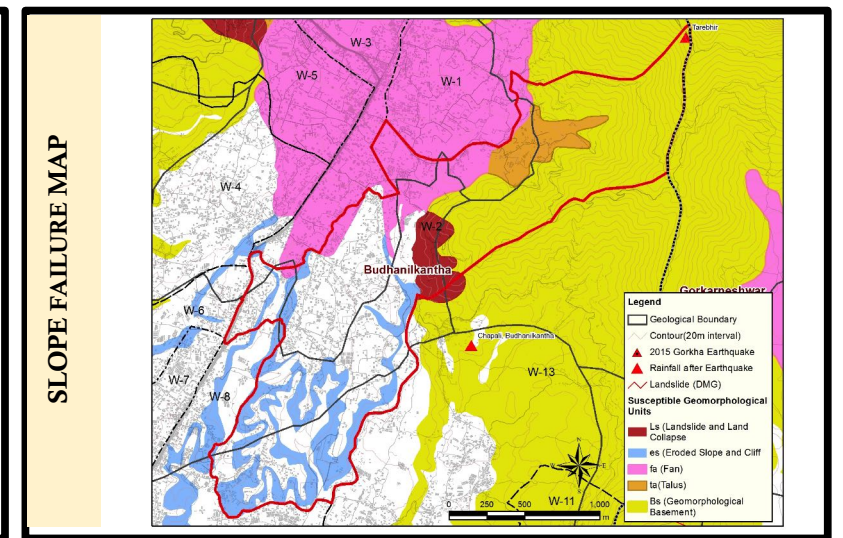 SLOPE FAILURE MAP
Tarebhir
W-3
W-5
W-1
W-4
W-2
Budhanilkantha
Gorkarneshwar
W-6
Chapali, Budhanilkantha
W-7
W-13
W-8
W-11
Legend
Geological Boundary
Contour(20m interval)
2015 Gorkha Earthquake
Rainfall after Earthquake
Landslide (DMG)
Susceptible Geomorphological
Units
Ls (Landslide and Land
Collapse
es (Eroded Slope and Cliff
fa (Fan)
ta(Talus)
Bs (Geomorphological
Basement)
N
W
E
S
0 250 500 1,000
m